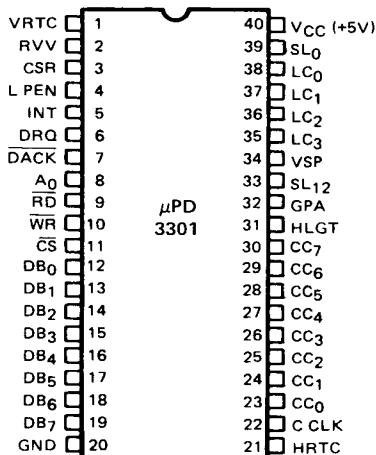 VRTC 1 40 VCC (+5V)
RVV 2 39 SL0
CSR 3 38 LC0
L PEN 4 37 LC1
INT 5 36 LC2
DRQ 6 35 LC3
DACK 7 34 VSP
A0 8 33 SL12
RD 9 μPD 32 GPA
WR 10 3301 31 HLGT
CS 11 30 CC7
DB0 12 29 CC6
DB1 13 28 CC5
DB2 14 27 CC4
DB3 15 26 CC3
DB4 16 25 CC2
DB5 17 24 CC1
DB6 18 23 CC0
DB7 19 22 C CLK
GND 20 21 HRTC